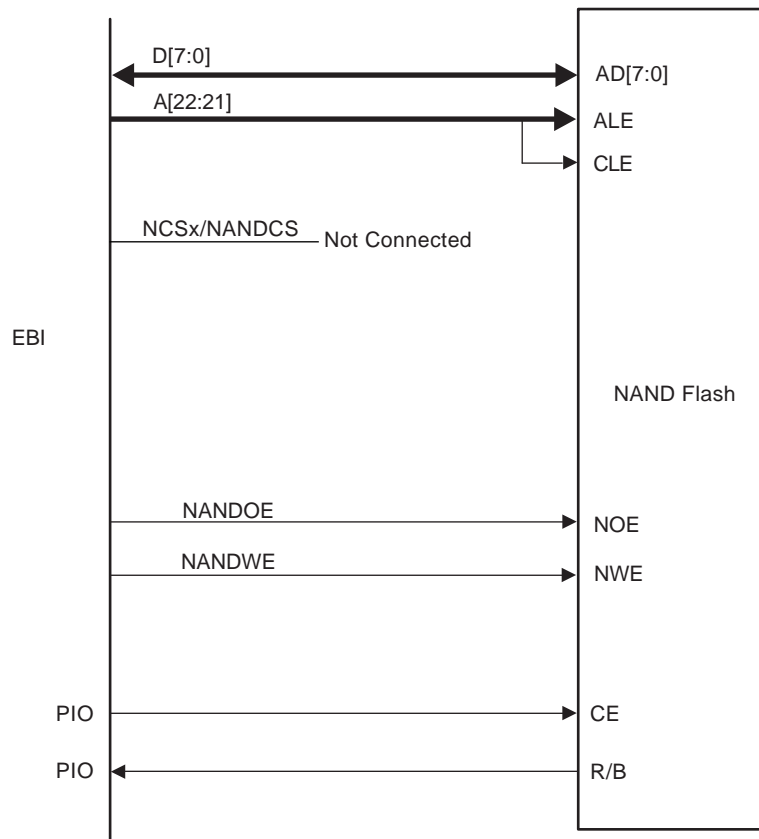 D[7:0]
AD[7:0]
A[22:21]
ALE
CLE
NCSx/NANDCS
Not Connected
EBI
NAND Flash
NANDOE
NOE
NANDWE
NWE
PIO
CE
PIO
R/B